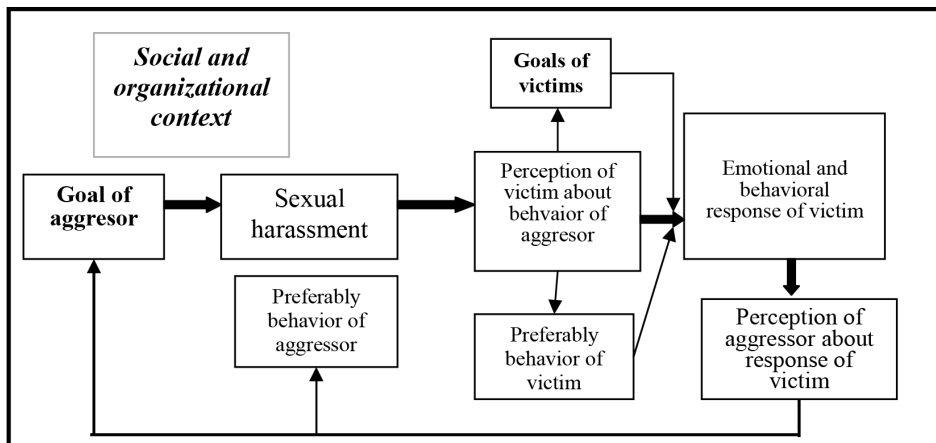 Social and
organizational
context
Goals of
victims
Goal of
aggresor
Sexual
harassment
Perception of
victim about
behvaior of
aggresor
Emotional and
behavioral
response of victim
Preferably
behavior of
aggressor
Preferably
behavior of
victim
Perception of
aggressor about
response of
victim